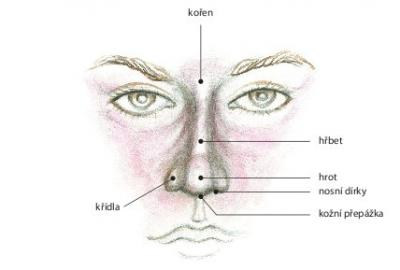 kořen
hřbet
hrot
nosní dírky
křídla
kožní přepážka